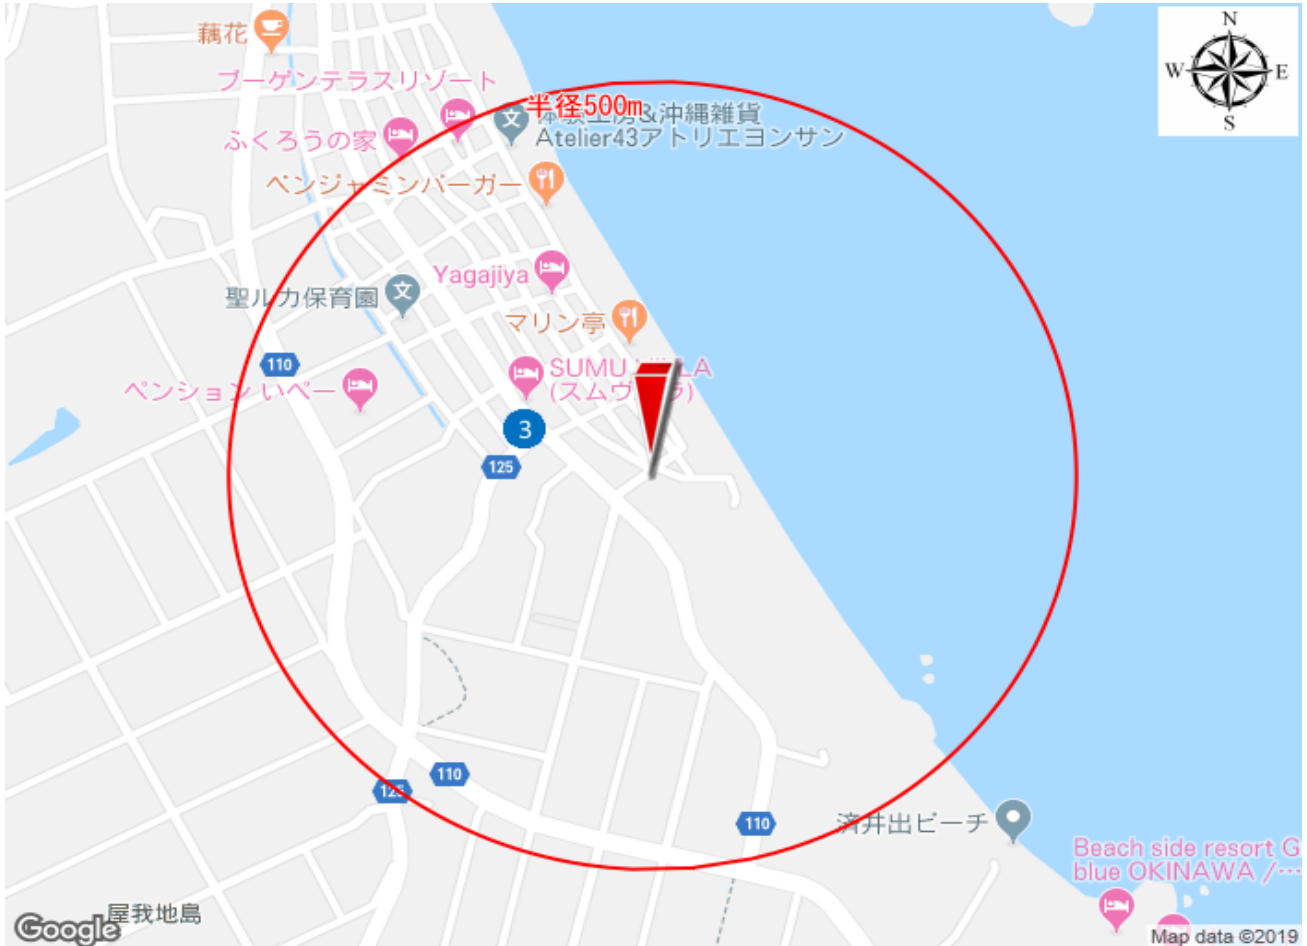 N
W
E
S
藕花
ブーゲンテラスリゾート
半径500m
&沖縄雑貨
Atelier43アトリエヨンサン
ふくろうの家
ベンジャミンバーガー
Yagajiya
聖ルカ保育園
マリン亭
110
SUMU
LA
(スムヴ
ラ)
ペンション いぺー
3
125
110
125
110
済井出ビーチ
Beach side resort G
blue OKINAWA /…
屋我地島
Google
Map data ©2019